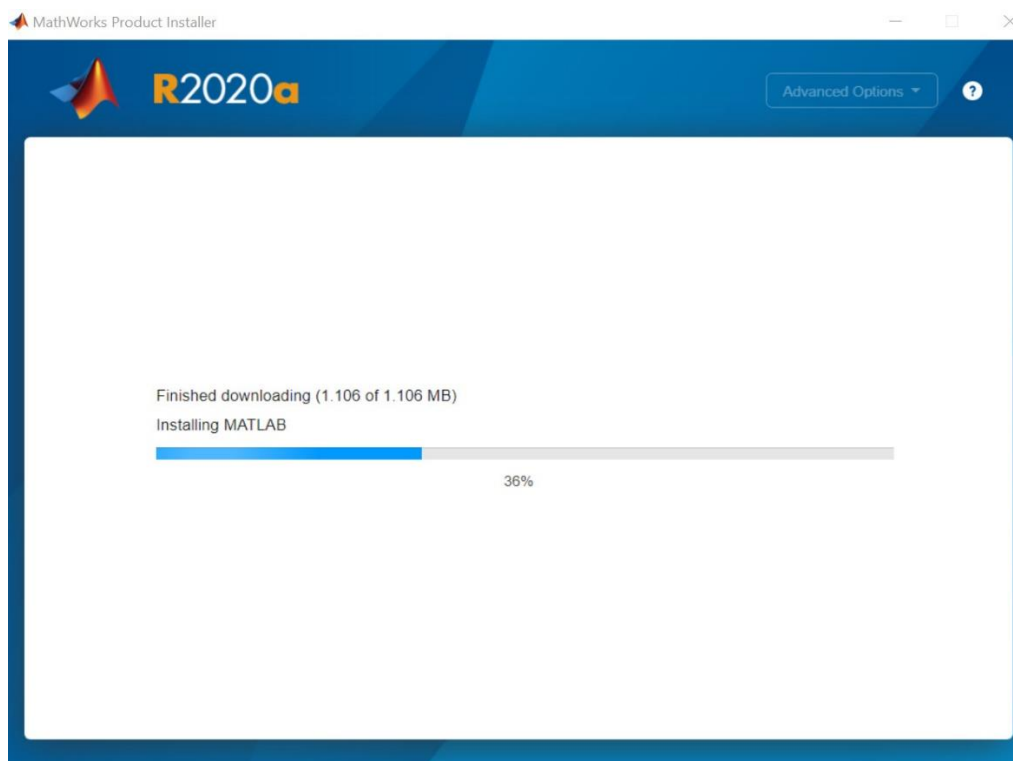 MathWorks Product Installer
R2020a
Advanced Options
?
Finished downloading (1.106 of 1.106 MB)
Installing MATLAB
36%